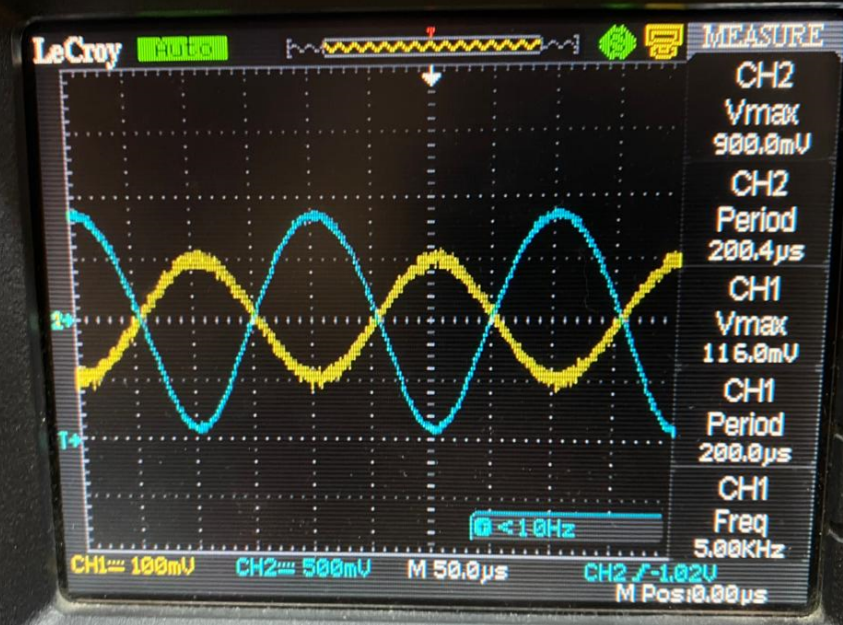 LeCroy Auto MEASURE
CH2
Vmax
900.0mV
CH2
Period
200.4µs
CH1
Vmax
116.0mV
CH1
Period
200.0µs
CH1
Freq
5.00KHz
2
T
<10Hz
CH1 100mV CH2 500mV M 50.0µs CH2 -1.02V
M Pos:0.00µs